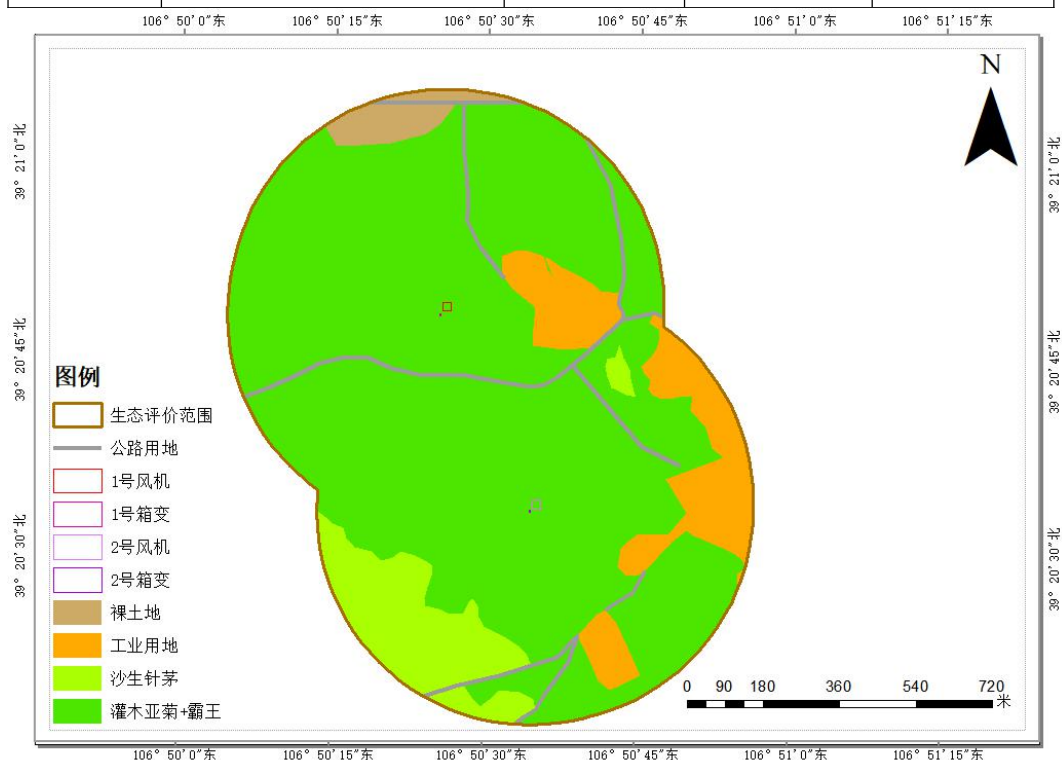 106° 50′0″东 106° 50′15″东 106° 50′30″东 106° 50′45″东 106° 51′0″东 106° 51′15″东
N
39° 21′0″北
39° 21′0″北
39° 20′45″北
39° 20′45″北
39° 20′30″北
39° 20′30″北
图例
生态评价范围
公路用地
1号风机
1号箱变
2号风机
2号箱变
裸土地
工业用地
沙生针茅
灌木亚菊+霸王
0 90 180 360 540 720
米
106° 50′0″东 106° 50′15″东 106° 50′30″东 106° 50′45″东 106° 51′0″东 106° 51′15″东